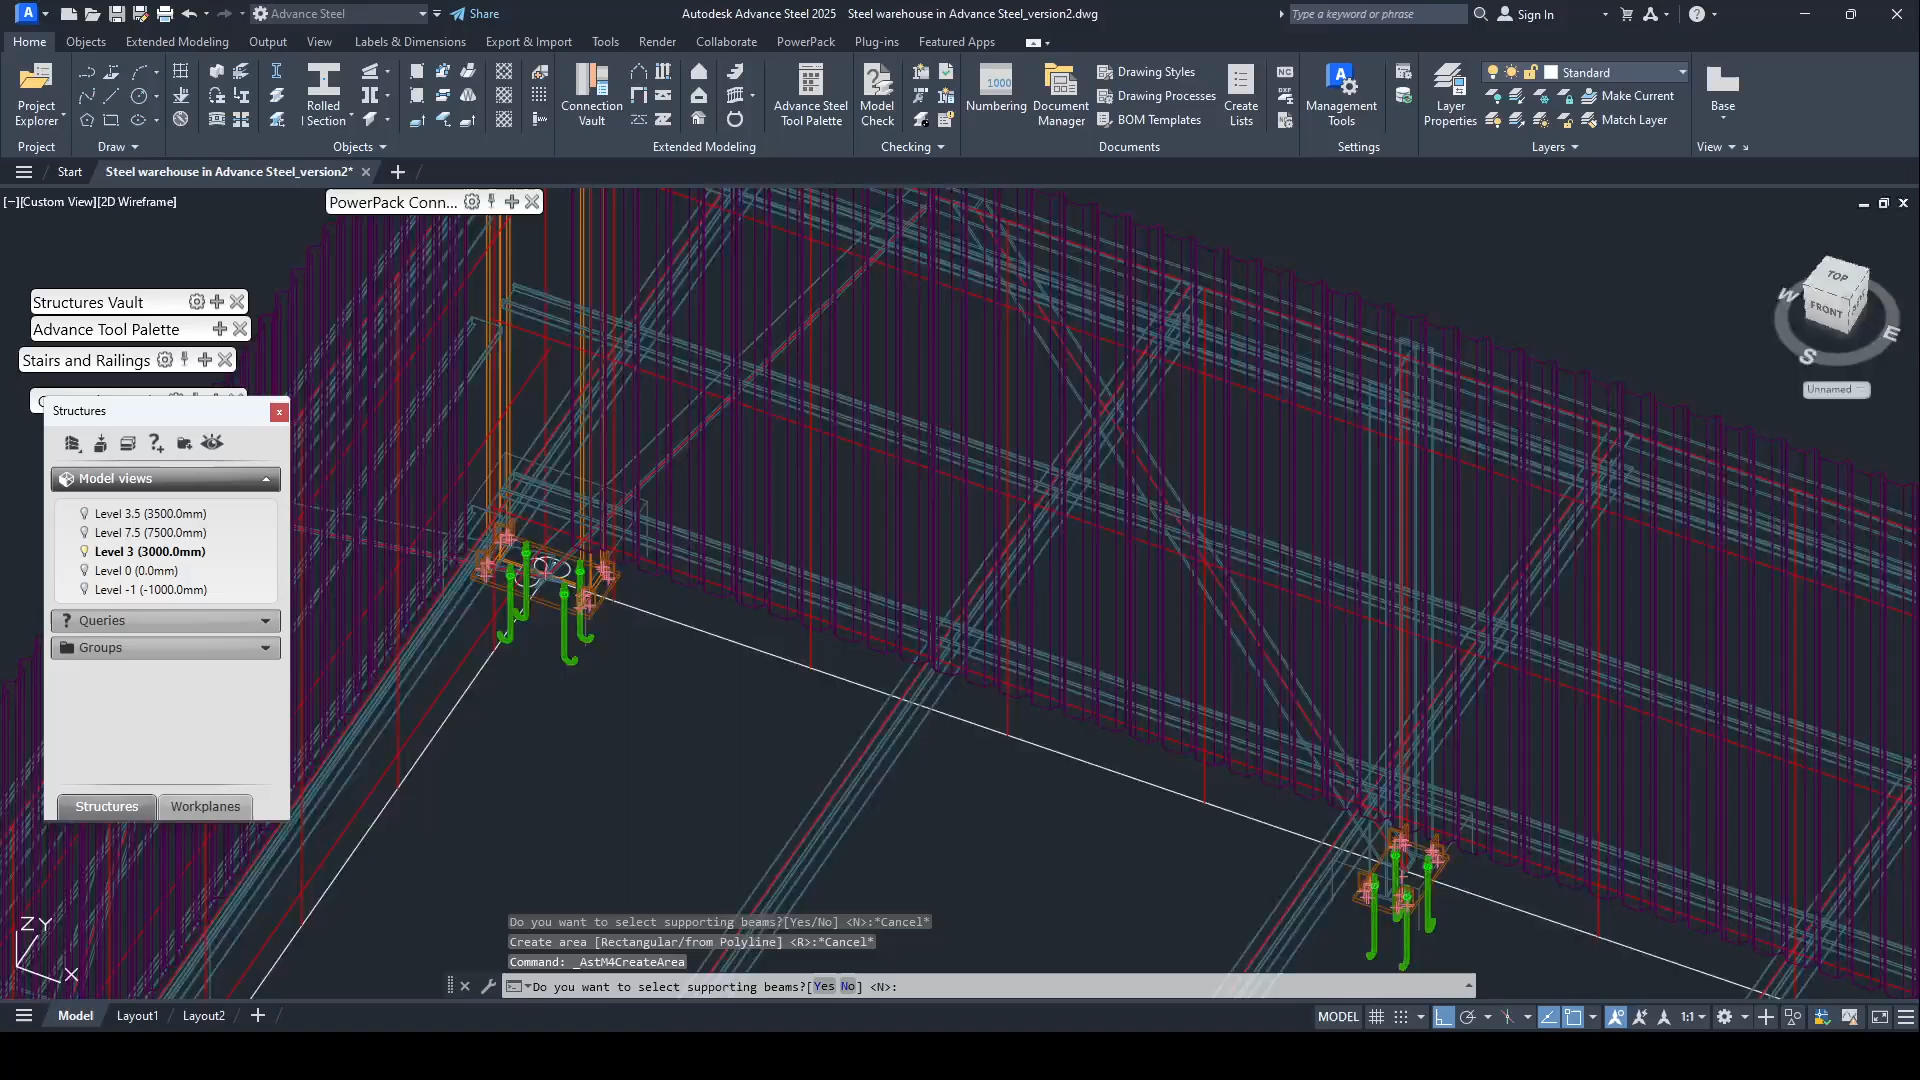 Advance Steel
Share
Autodesk Advance Steel 2025 Steel warehouse in Advance Steel_version2.dwg
Type a keyword or phrase
Sign In
Home Objects Extended Modeling Output View Labels & Dimensions Export & Import Tools Render Collaborate PowerPack Plug-ins Featured Apps
Project Explorer
Rolled I Section
Connection Vault
Advance Steel Tool Palette
Model Check
1000
Numbering
Document Manager
Drawing Styles
Drawing Processes
BOM Templates
Create Lists
NC
DXF
Management Tools
Layer Properties
Standard
Make Current
Match Layer
Base
Project Draw Objects Extended Modeling Checking Documents Settings Layers View
Start
Steel warehouse in Advance Steel_version2*
[−][Custom View][2D Wireframe]
PowerPack Conn...
Structures Vault
Advance Tool Palette
Stairs and Railings
Structures
Model views
Level 3.5 (3500.0mm)
Level 7.5 (7500.0mm)
Level 3 (3000.0mm)
Level 0 (0.0mm)
Level -1 (-1000.0mm)
Queries
Groups
Structures Workplanes
TOP
FRONT
W
S
E
Unnamed
Z Y
X
Do you want to select supporting beams?[Yes/No] <N>:*Cancel*
Create area [Rectangular/from Polyline] <R>:*Cancel*
Command: _AstM4CreateArea
Do you want to select supporting beams?[Yes No] <N>:
Model Layout1 Layout2
MODEL
1:1